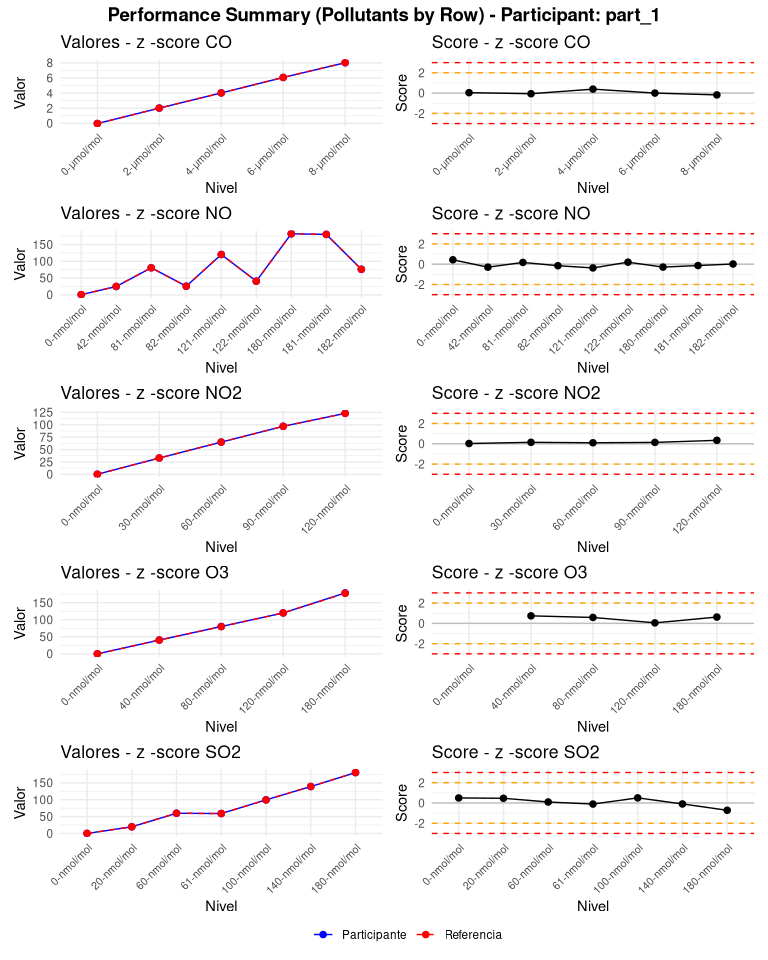 Performance Summary (Pollutants by Row) - Participant: part_1
Valores - z -score CO
Valor
8
6
4
2
0
0-μmol/mol
2-μmol/mol
4-μmol/mol
6-μmol/mol
8-μmol/mol
Nivel
Score - z -score CO
Score
2
0
-2
0-μmol/mol
2-μmol/mol
4-μmol/mol
6-μmol/mol
8-μmol/mol
Nivel
Valores - z -score NO
Valor
150
100
50
0
0-nmol/mol
42-nmol/mol
81-nmol/mol
82-nmol/mol
121-nmol/mol
122-nmol/mol
180-nmol/mol
181-nmol/mol
182-nmol/mol
Nivel
Score - z -score NO
Score
2
0
-2
0-nmol/mol
42-nmol/mol
81-nmol/mol
82-nmol/mol
121-nmol/mol
122-nmol/mol
180-nmol/mol
181-nmol/mol
182-nmol/mol
Nivel
Valores - z -score NO2
Valor
125
100
75
50
25
0
0-nmol/mol
30-nmol/mol
60-nmol/mol
90-nmol/mol
120-nmol/mol
Nivel
Score - z -score NO2
Score
2
0
-2
0-nmol/mol
30-nmol/mol
60-nmol/mol
90-nmol/mol
120-nmol/mol
Nivel
Valores - z -score O3
Valor
150
100
50
0
0-nmol/mol
40-nmol/mol
80-nmol/mol
120-nmol/mol
180-nmol/mol
Nivel
Score - z -score O3
Score
2
0
-2
0-nmol/mol
40-nmol/mol
80-nmol/mol
120-nmol/mol
180-nmol/mol
Nivel
Valores - z -score SO2
Valor
150
100
50
0
0-nmol/mol
20-nmol/mol
60-nmol/mol
61-nmol/mol
100-nmol/mol
140-nmol/mol
180-nmol/mol
Nivel
Score - z -score SO2
Score
2
0
-2
0-nmol/mol
20-nmol/mol
60-nmol/mol
61-nmol/mol
100-nmol/mol
140-nmol/mol
180-nmol/mol
Nivel
Participante
Referencia